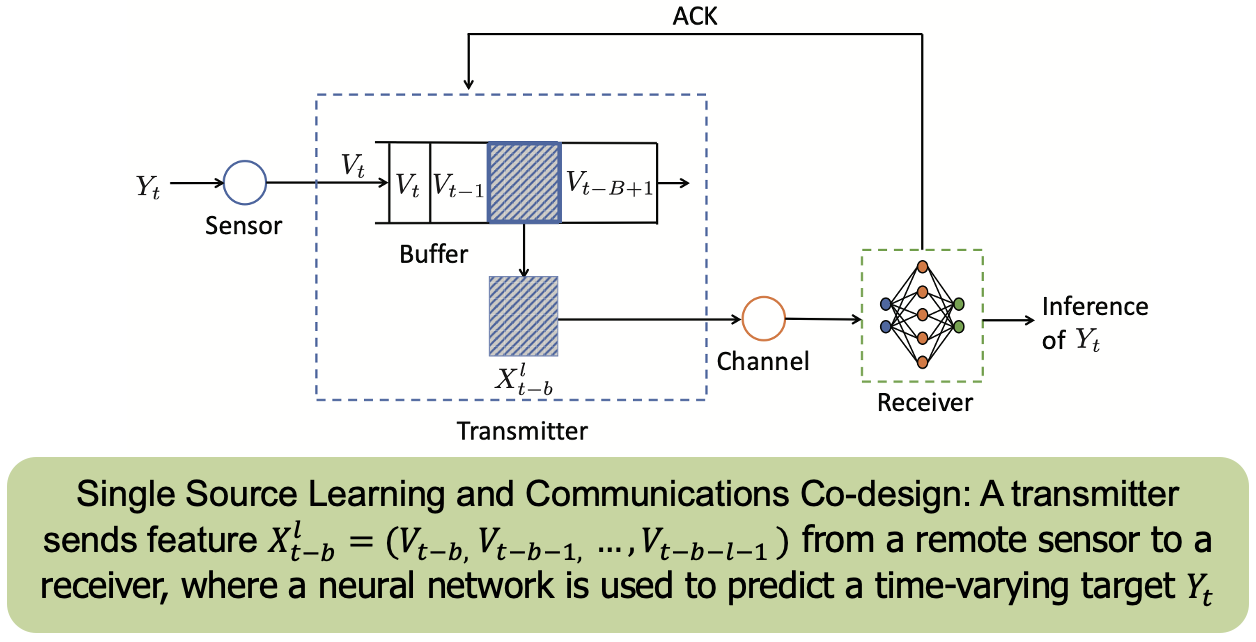 ACK
$Y_t$
Sensor
$V_t$
$V_t$ $V_{t-1}$ $V_{t-B+1}$
Buffer
$X_{t-b}^l$
Transmitter
Channel
Receiver
Inference
of $Y_t$
Single Source Learning and Communications Co-design: A transmitter
sends feature $X_{t-b}^l = (V_{t-b,} V_{t-b-1,} \ldots, V_{t-b-l-1})$ from a remote sensor to a
receiver, where a neural network is used to predict a time-varying target $Y_t$